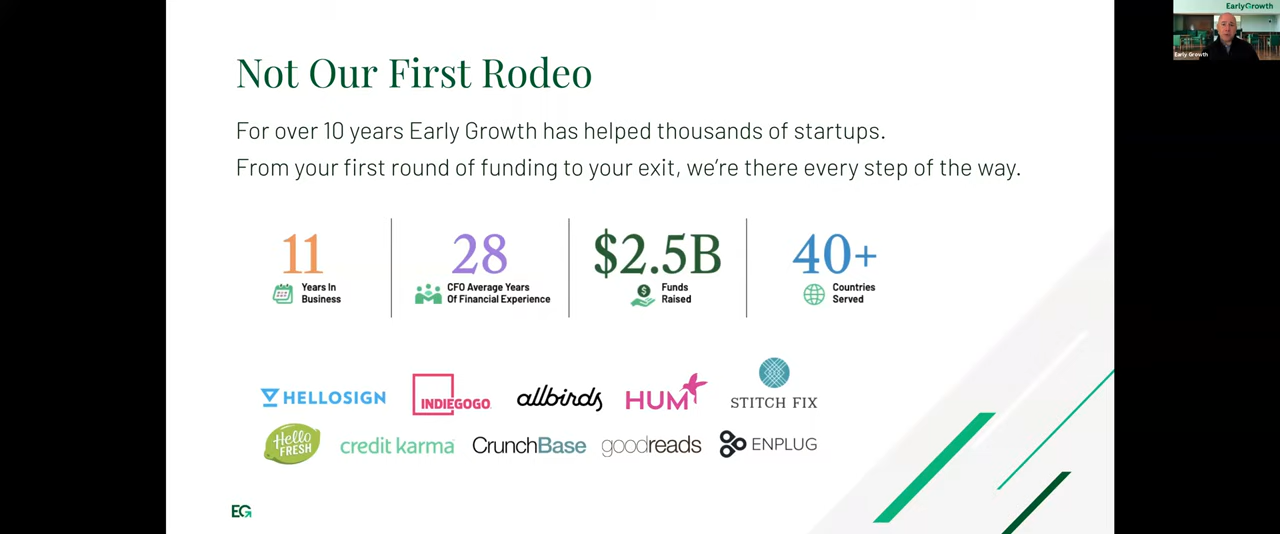 EarlyGrowth
Early Growth
Not Our First Rodeo
For over 10 years Early Growth has helped thousands of startups.
From your first round of funding to your exit, we're there every step of the way.
11
Years In
Business
28
CFO Average Years
Of Financial Experience
$2.5B
Funds
Raised
40+
Countries
Served
HELLOSIGN
INDIEGOGO
allbirds
HUM
STITCH FIX
Hello
FRESH
credit karma
CrunchBase
goodreads
ENPLUG
EG